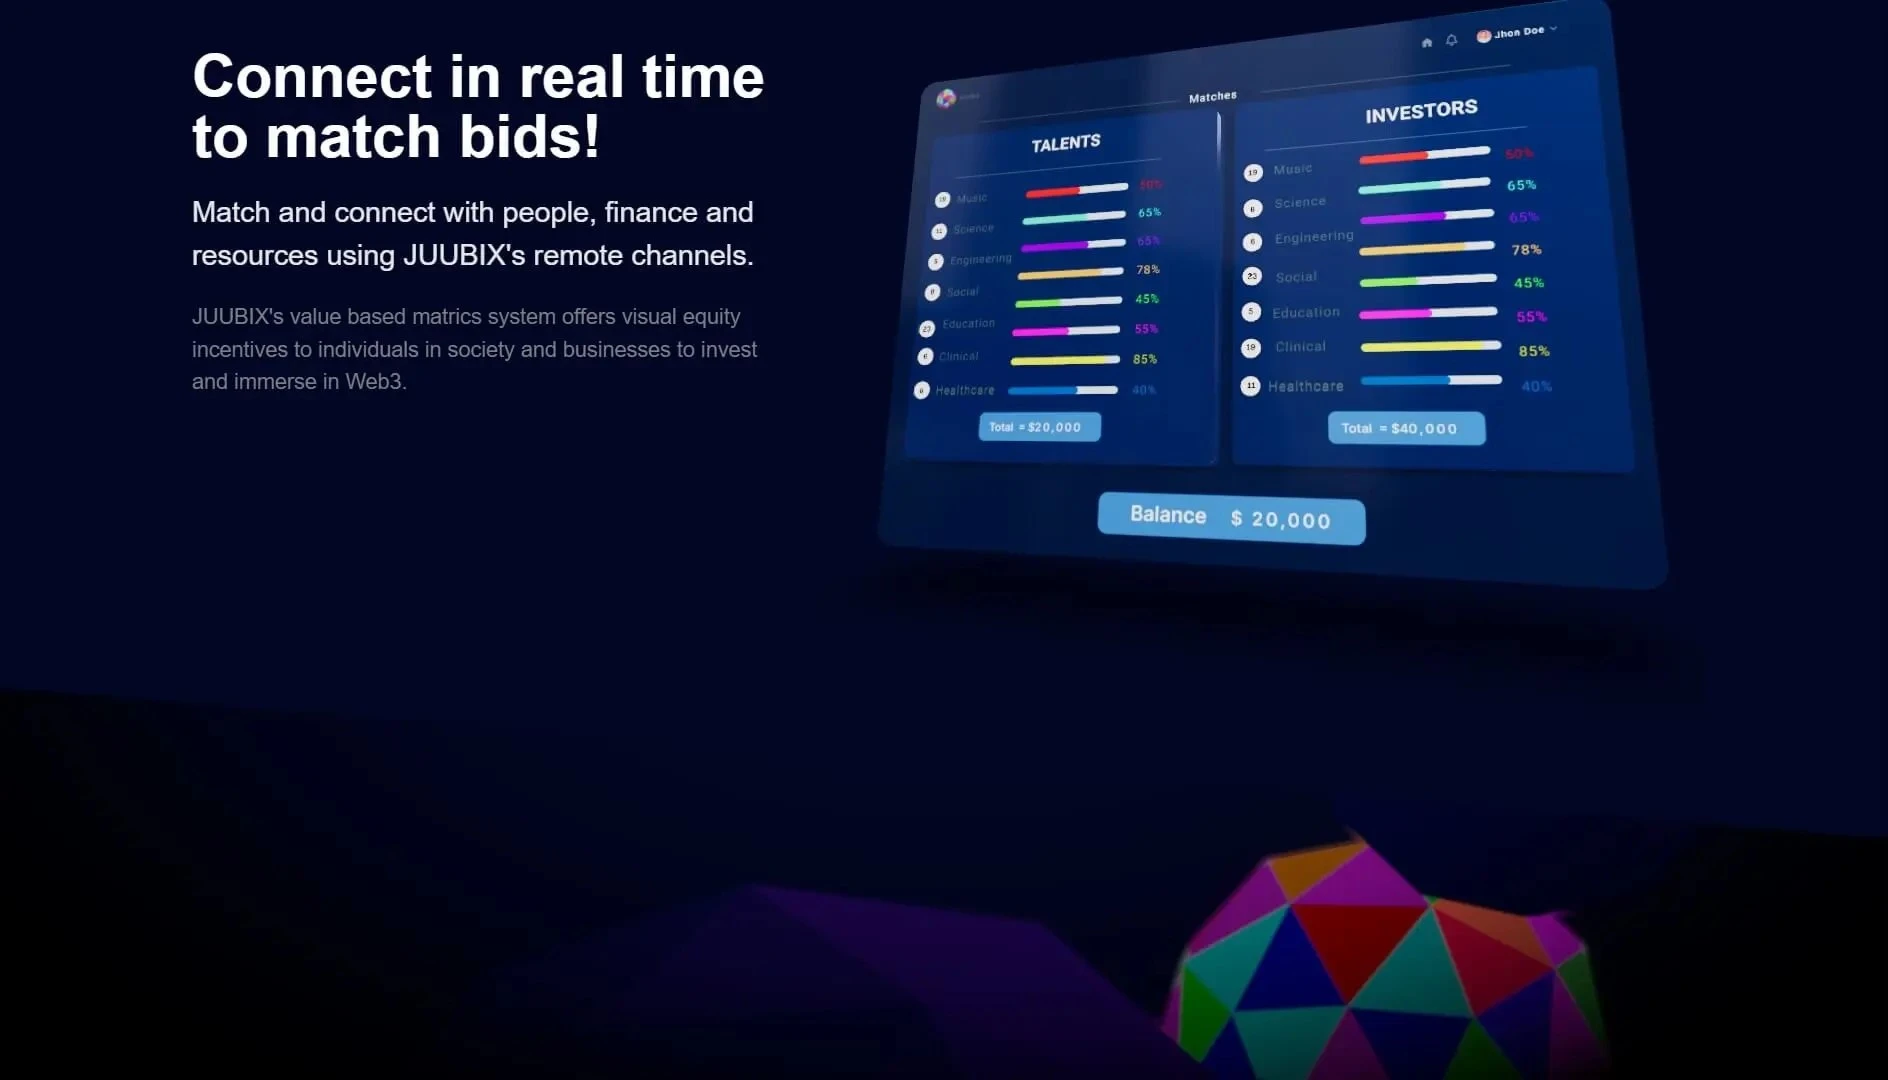 Connect in real time
to match bids!
Match and connect with people, finance and
resources using JUUBIX's remote channels.
JUUBIX's value based matrics system offers visual equity
incentives to individuals in society and businesses to invest
and immerse in Web3.
Jhon Doe
Matches
TALENTS
Music 50%
Science 65%
5 Engineering 65%
Social 78%
45%
23 Education 55%
6 Clinical 85%
Healthcare 40%
Total = $20,000
INVESTORS
19 Music 50%
Science 65%
6 Engineering 65%
23 Social 78%
45%
5 Education 55%
19 Clinical 85%
11 Healthcare 40%
Total = $40,000
Balance $ 20,000